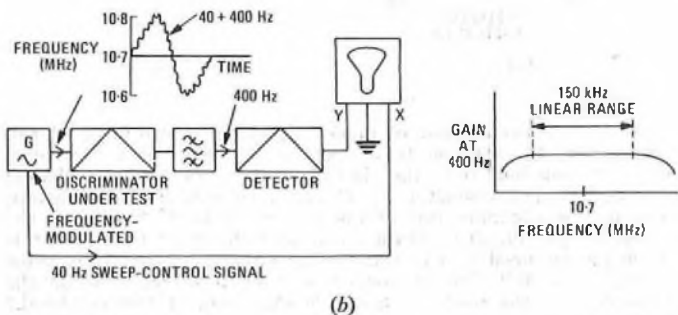 10·8
40 + 400 Hz
FREQUENCY
(MHz)
10·7
TIME
10·6
400 Hz
Y
X
G
DISCRIMINATOR
UNDER TEST
DETECTOR
FREQUENCY-
MODULATED
40 Hz SWEEP-CONTROL SIGNAL
150 kHz
LINEAR RANGE
GAIN
AT
400 Hz
10·7
FREQUENCY (MHz)
(b)